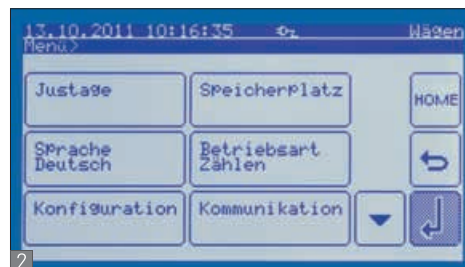 13.10.2011 10:16:35 Wägen
Menü>
Justage
Speicherplatz
HOME
Sprache
Deutsch
Betriebsart
Zählen
Konfiguration
Kommunikation
2